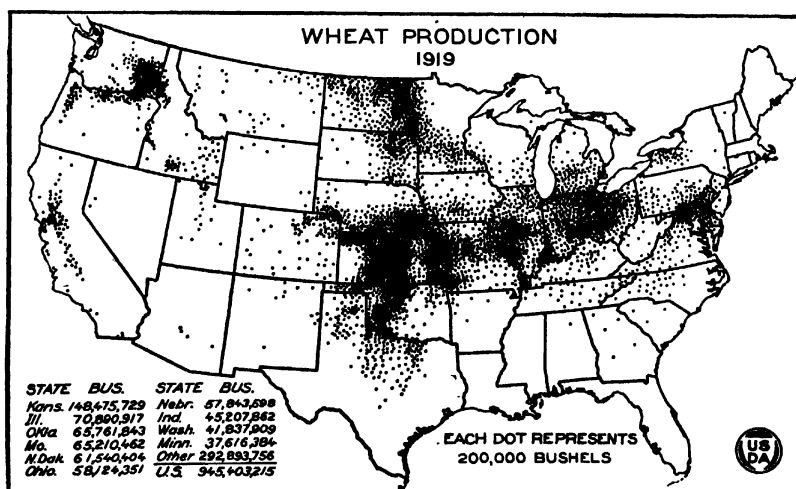 WHEAT PRODUCTION
1919
STATE BUS. STATE BUS.
Kans. 148,475,729 Nebr. 57,843,598
Ill. 70,890,917 Ind. 45,207,862
Okla 65,761,843 Wash. 41,837,909
Mo. 65,210,462 Minn. 37,616,384
N.Dak 61,540,404 Other 292,893,756
Ohio. 58,124,351 U.S. 945,403,215
EACH DOT REPRESENTS
200,000 BUSHELS
US
DA